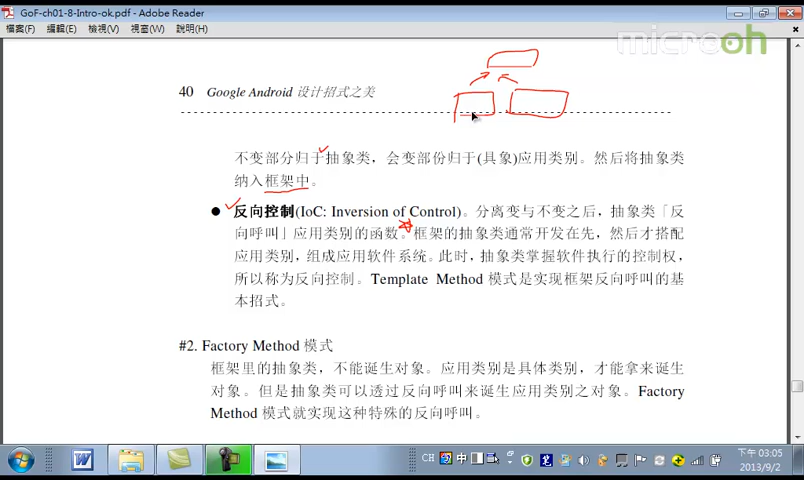 GoF-ch01-8-Intro-ok.pdf - Adobe Reader
檔案(F) 編輯(E) 檢視(V) 視窗(W) 說明(H)
microoh
40 Google Android 设计招式之美
不变部分归于抽象类，会变部份归于(具象)应用类别。然后将抽象类
纳入框架中。
● 反向控制(IoC: Inversion of Control)。分离变与不变之后，抽象类「反
向呼叫」应用类别的函数。框架的抽象类通常开发在先，然后才搭配
应用类别，组成应用软件系统。此时，抽象类掌握软件执行的控制权，
所以称为反向控制。Template Method 模式是实现框架反向呼叫的基
本招式。
#2. Factory Method 模式
框架里的抽象类，不能诞生对象。应用类别是具体类别，才能拿来诞生
对象。但是抽象类可以透过反向呼叫来诞生应用类别之对象。Factory
Method 模式就实现这种特殊的反向呼叫。
CH 中 下午 03:05
2013/9/2